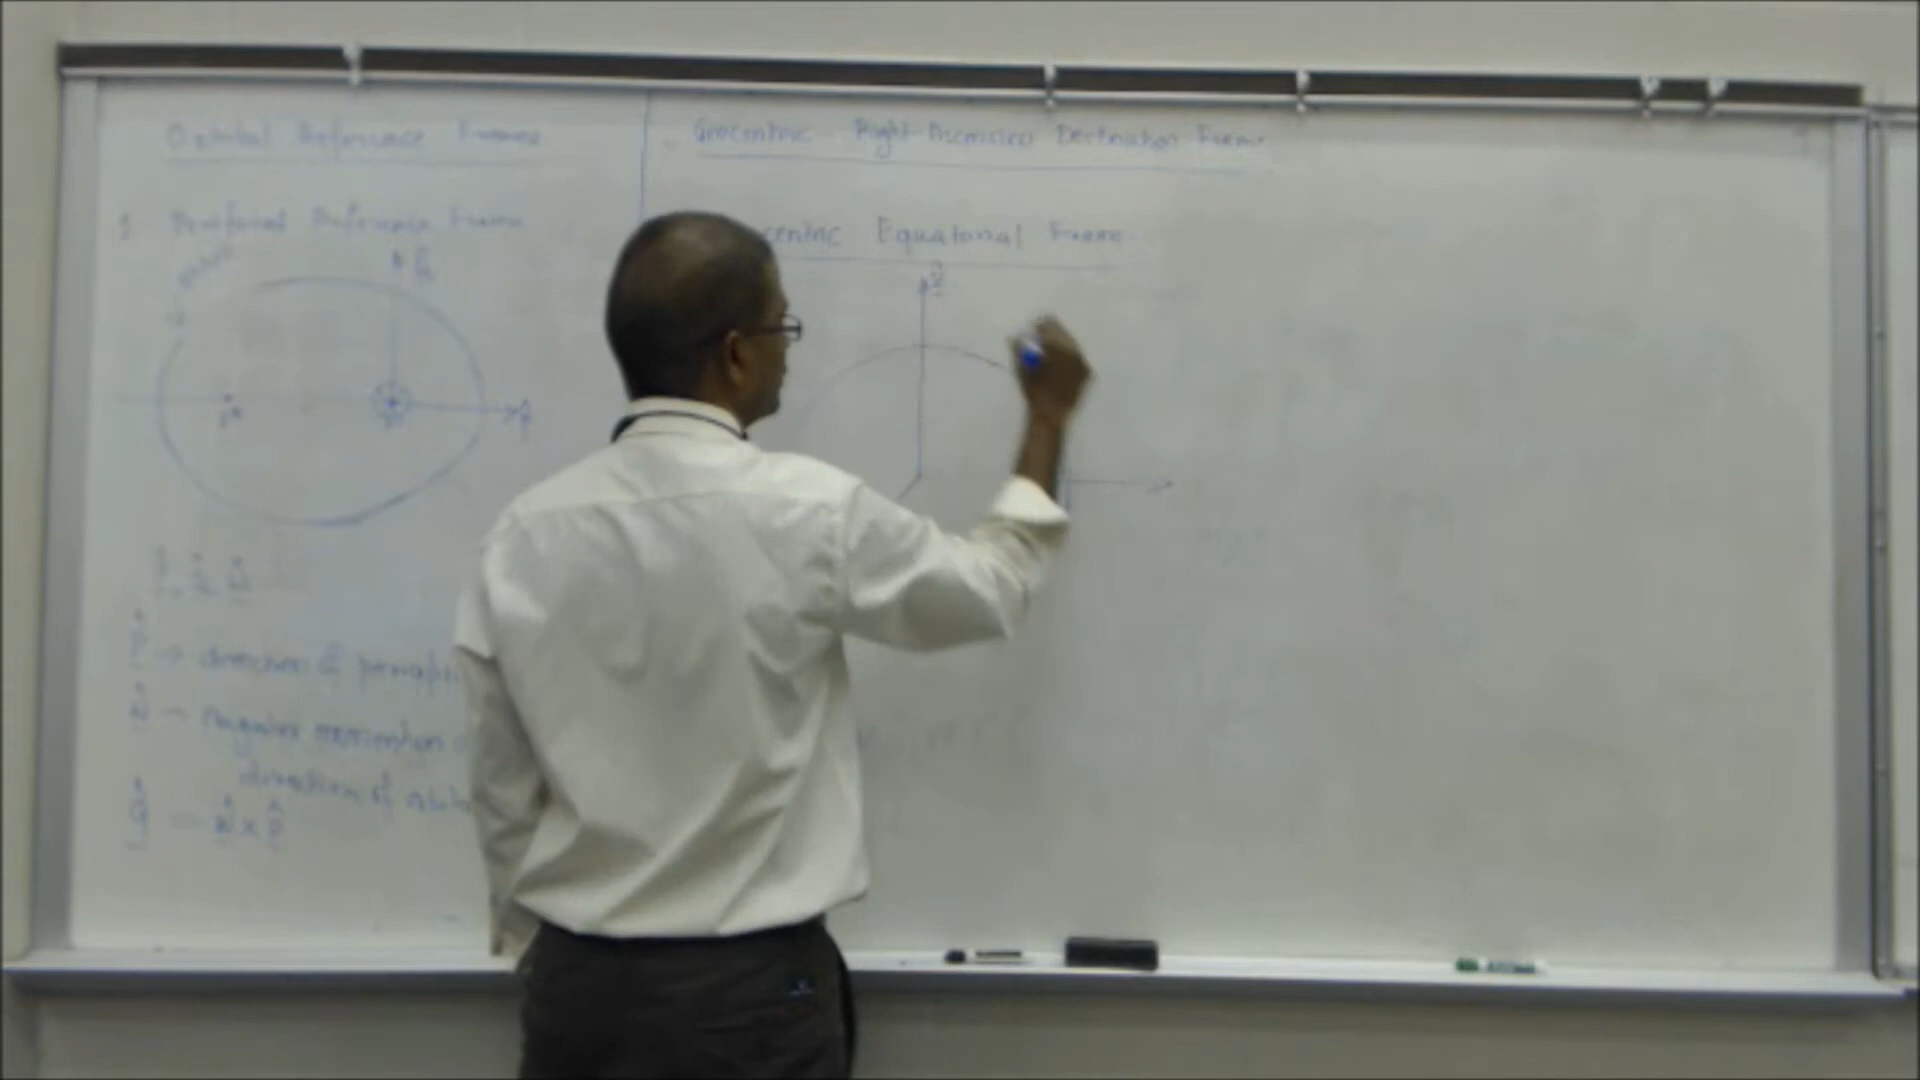 Orbital Reference Frames
1. Perifocal Reference Frame
orbit
P̂, Q̂, Ŵ
P̂ → direction of periapsis
Ŵ → Angular momentum
direction of orbit
Q̂ = Ŵ x P̂
Geocentric Right Ascension Declination Frame
centric Equatorial Frame